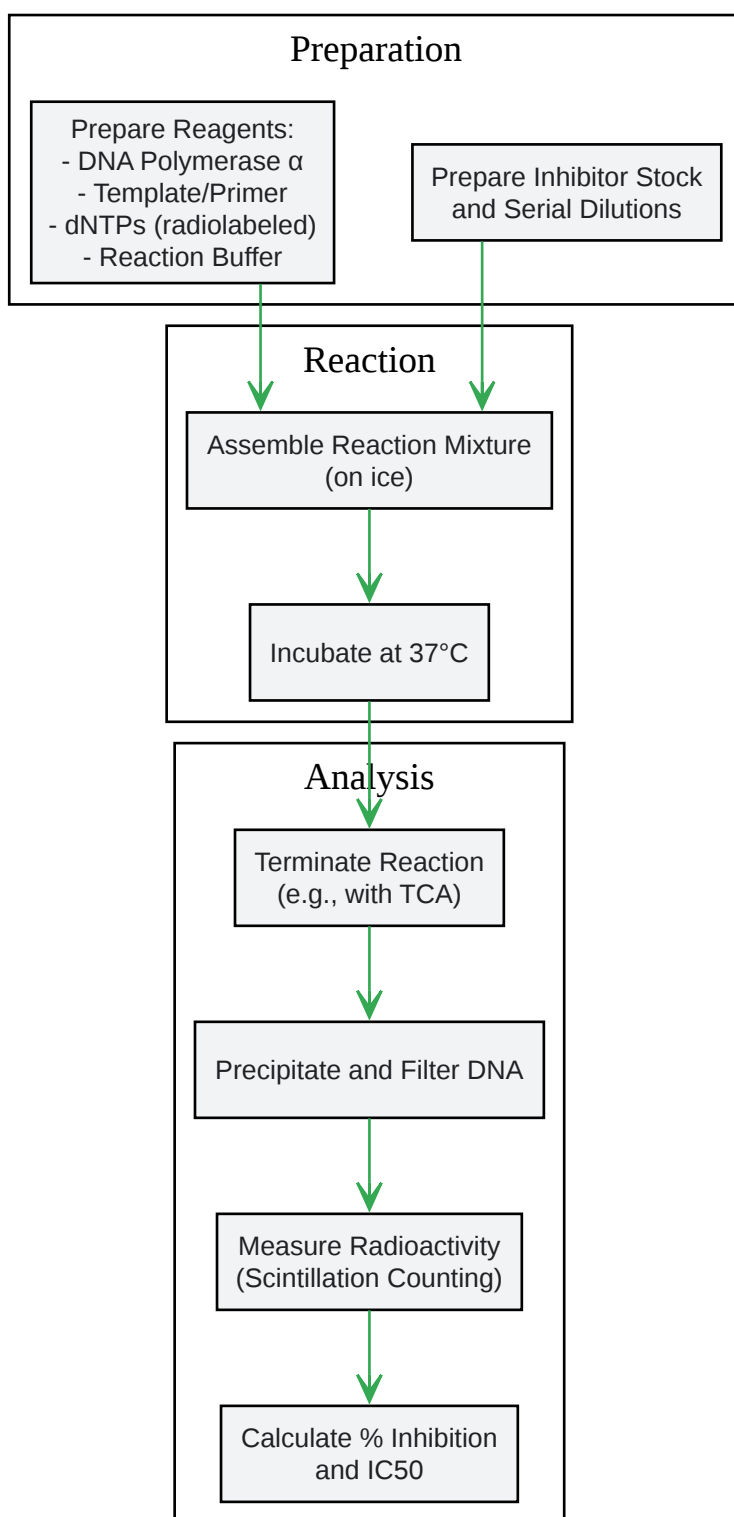 Preparation
Prepare Reagents:
- DNA Polymerase α
- Template/Primer
- dNTPs (radiolabeled)
- Reaction Buffer
Prepare Inhibitor Stock
and Serial Dilutions
Reaction
Assemble Reaction Mixture
(on ice)
Incubate at 37°C
Analysis
Terminate Reaction
(e.g., with TCA)
Precipitate and Filter DNA
Measure Radioactivity
(Scintillation Counting)
Calculate % Inhibition
and IC50